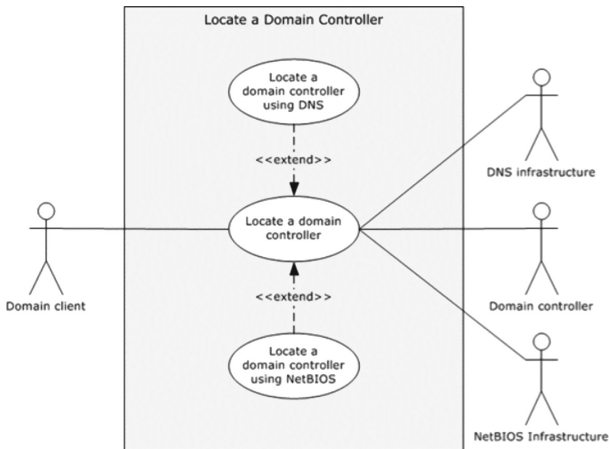 Locate a Domain Controller
Locate a
domain controller
using DNS
<<extend>>
DNS infrastructure
Locate a domain
controller
Domain client
Domain controller
<<extend>>
Locate a
domain controller
using NetBIOS
NetBIOS Infrastructure